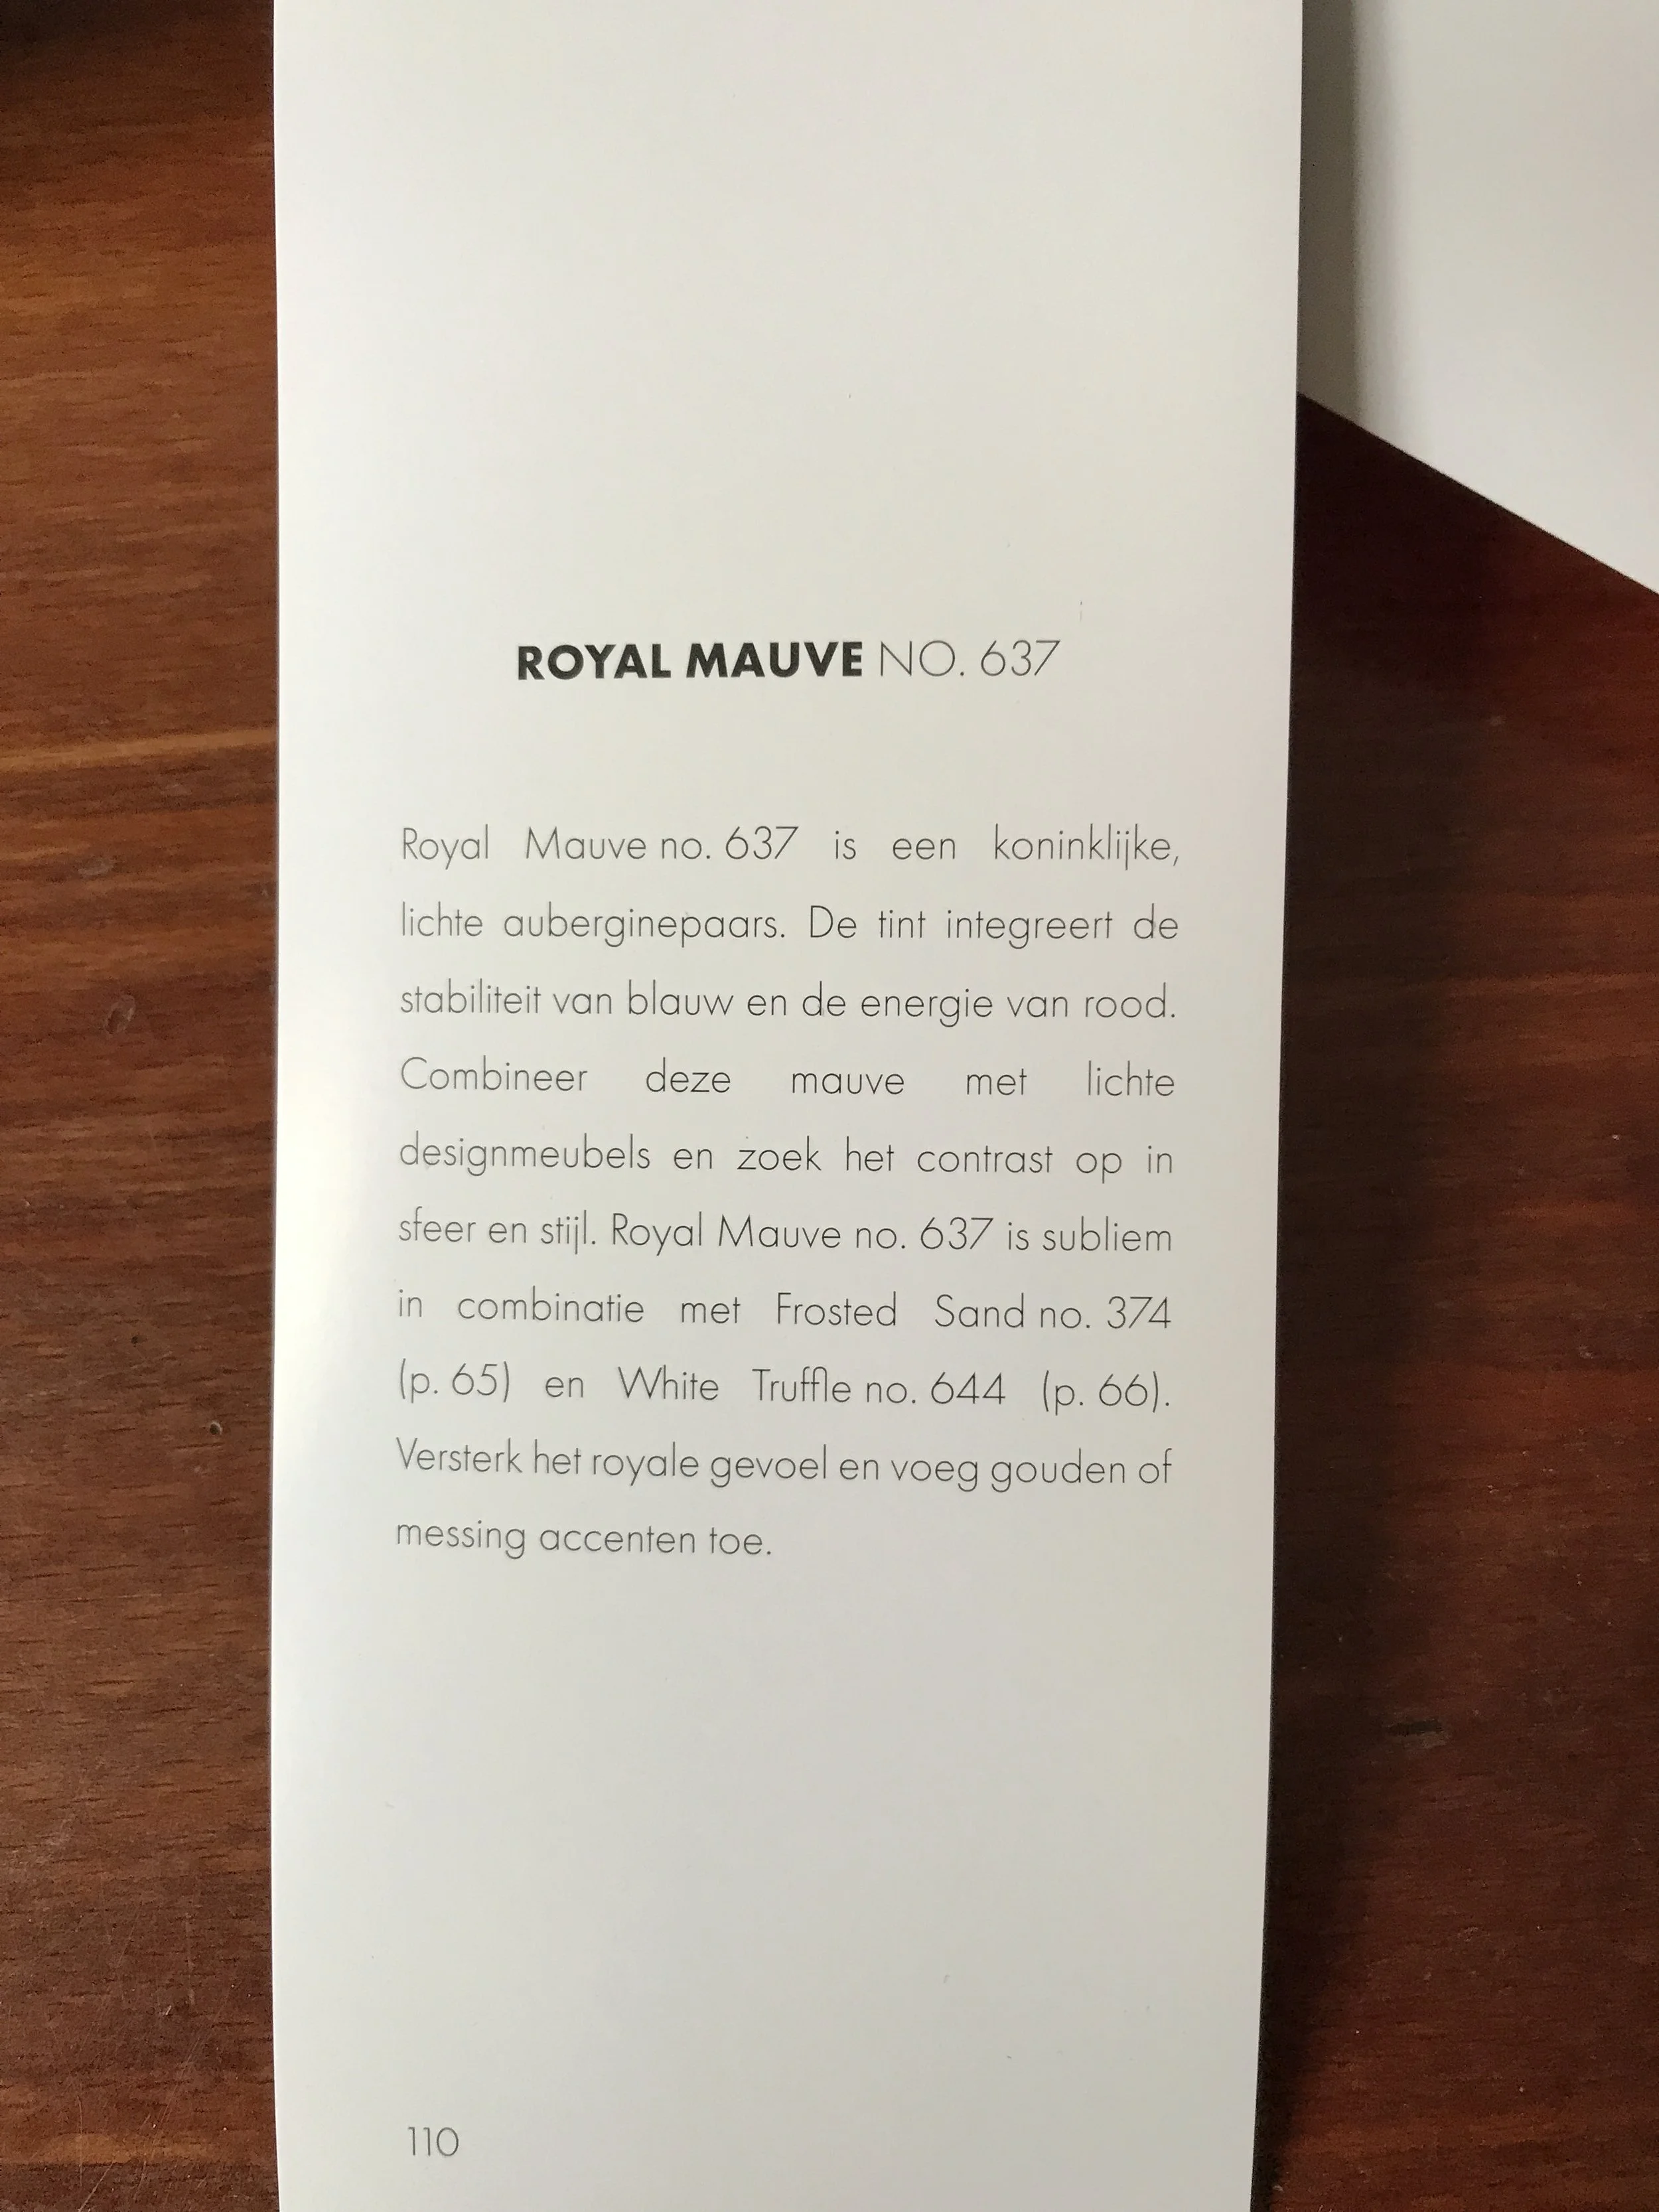 ROYAL MAUVE NO. 637
Royal Mauve no. 637 is een koninklijke,
lichte auberginepaars. De tint integreert de
stabiliteit van blauw en de energie van rood.
Combineer deze mauve met lichte
designmeubels en zoek het contrast op in
sfeer en stijl. Royal Mauve no. 637 is subliem
in combinatie met Frosted Sand no. 374
(p. 65) en White Truffle no. 644 (p. 66).
Versterk het royale gevoel en voeg gouden of
messing accenten toe.
110